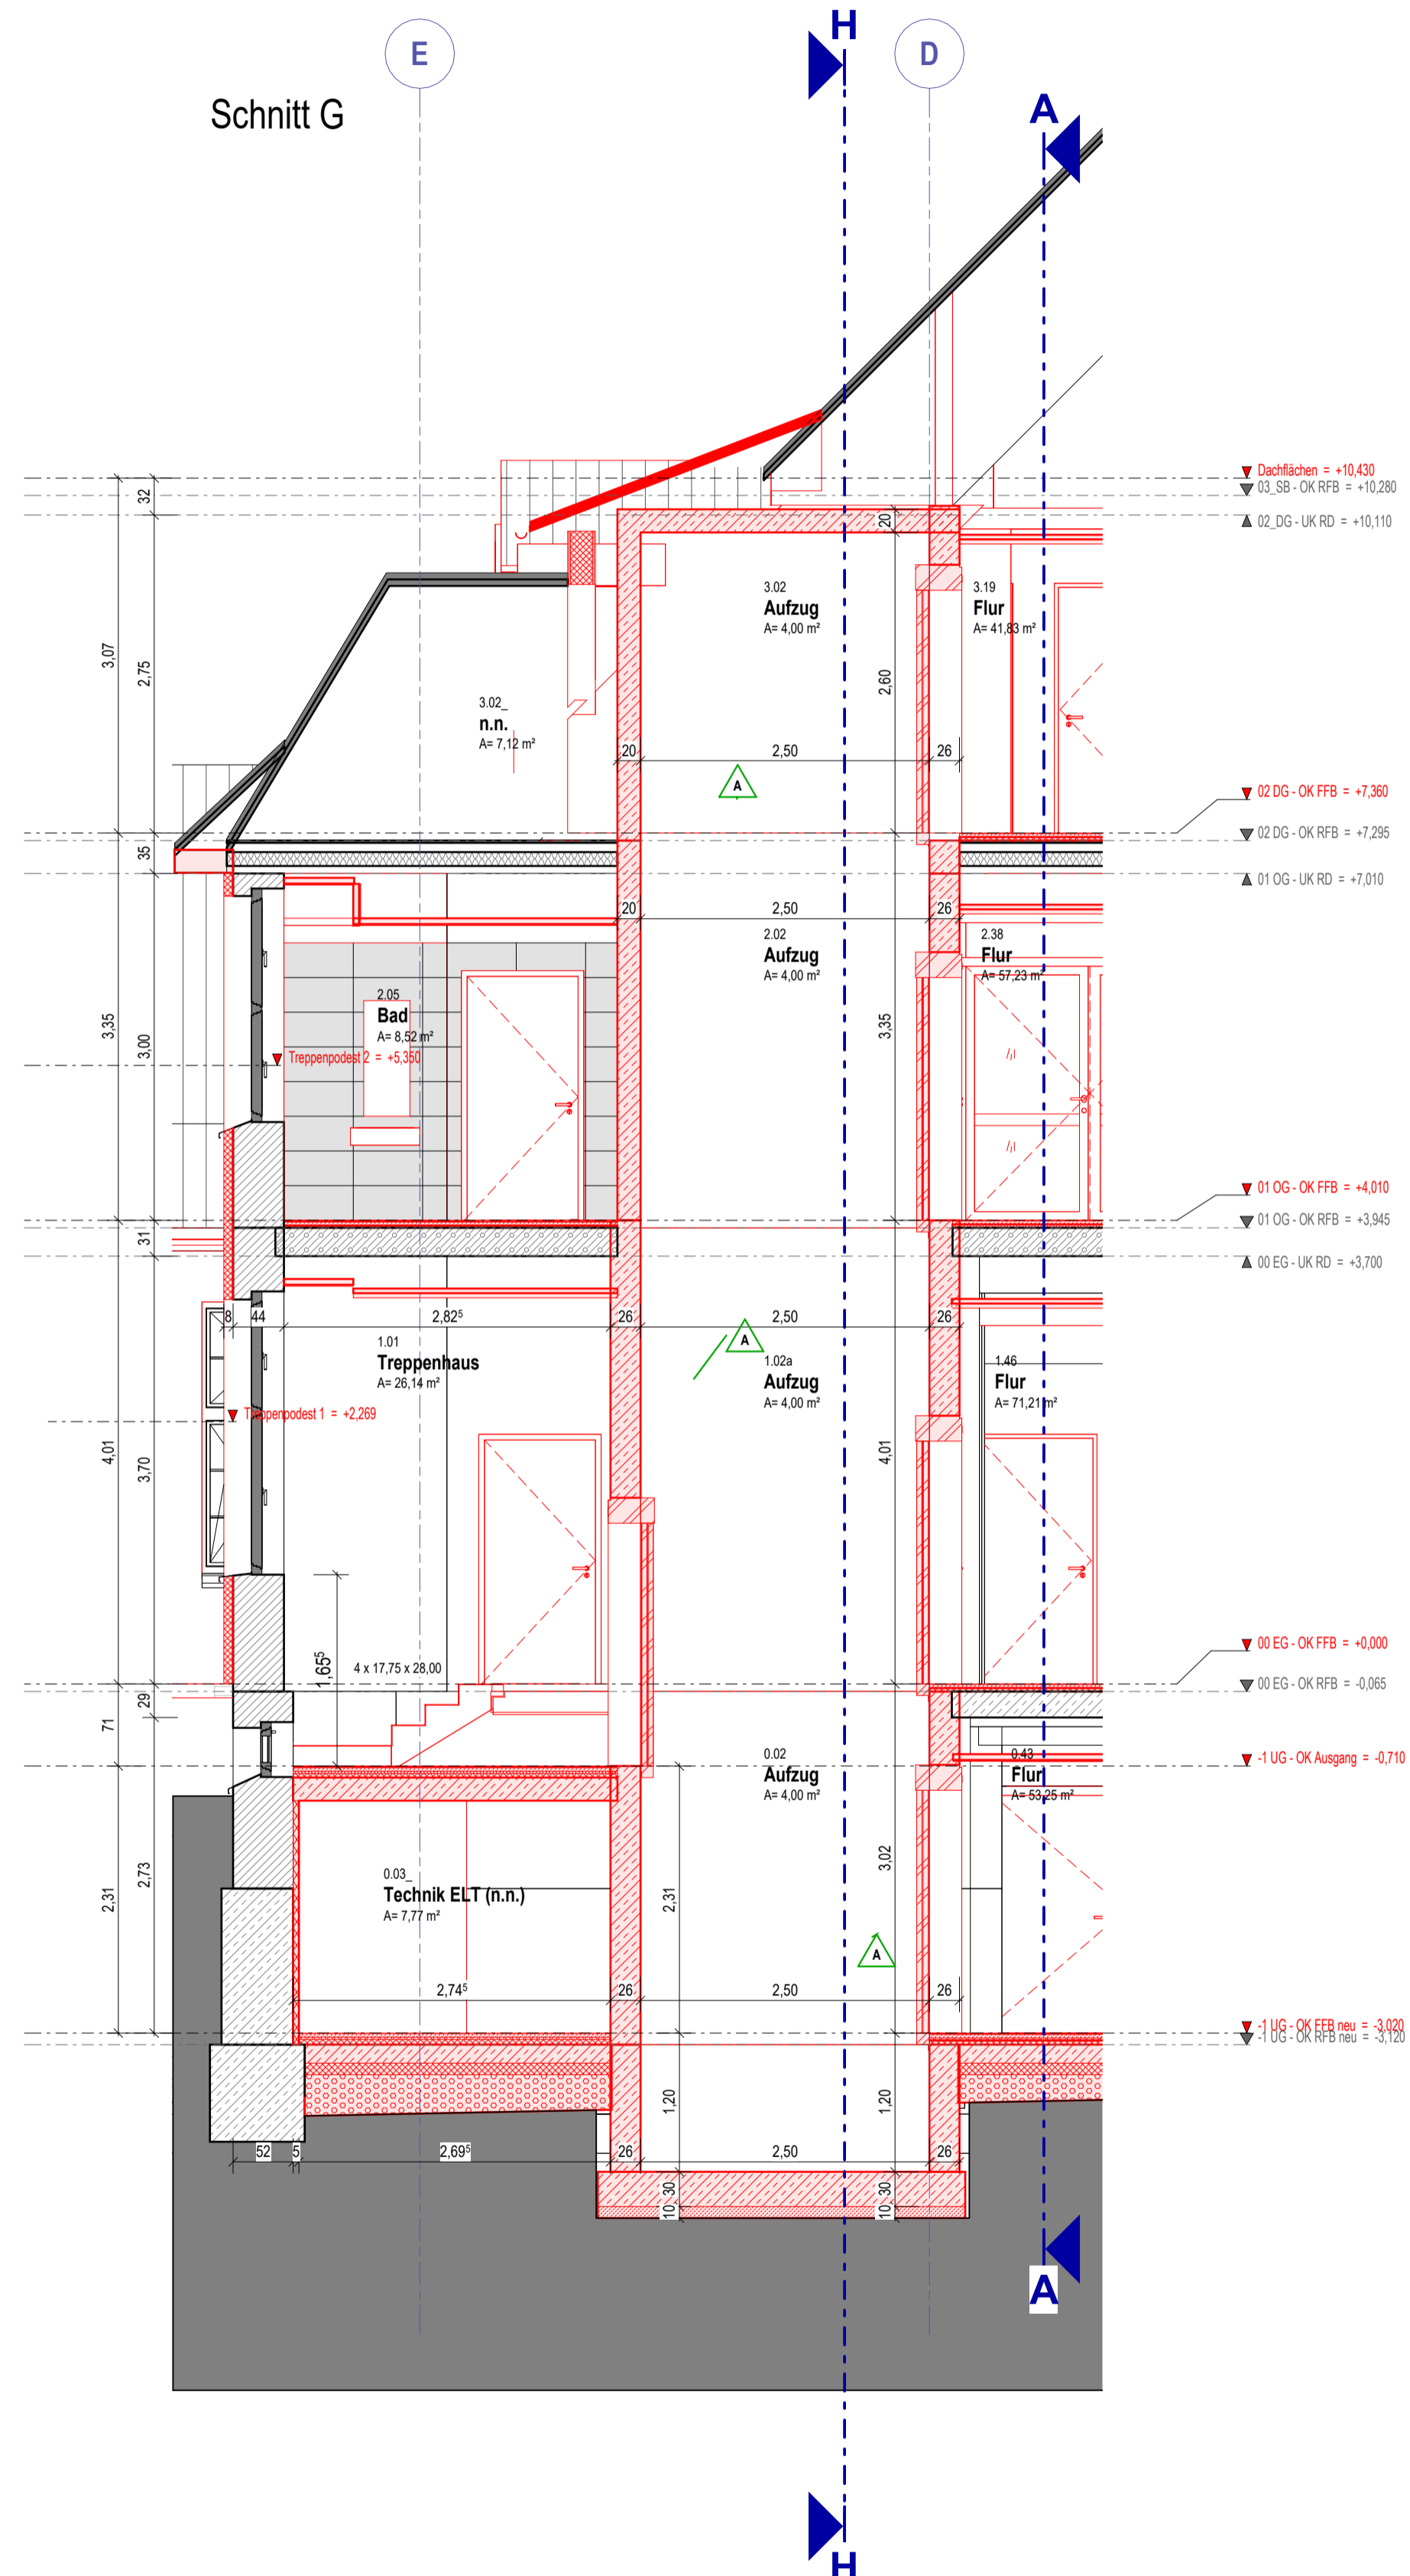 H
E
D
A
Schnitt G
Dachflächen = +10,430
03_SB - OK RFB = +10,280
02_DG - UK RD = +10,110
32
20
3.02
Aufzug
A= 4,00 m²
3.19
Flur
A= 41,83 m²
3,07
2,75
2,60
3.02_
n.n.
A= 7,12 m²
20
2,50
26
A
02 DG - OK FFB = +7,360
02 DG - OK RFB = +7,295
35
01 OG - UK RD = +7,010
20
2,50
26
2.02
Aufzug
A= 4,00 m²
2.38
Flur
A= 57,23 m²
2.05
Bad
A= 8,52 m²
3,35
3,00
3,35
Treppenpodest 2 = +5,350
01 OG - OK FFB = +4,010
01 OG - OK RFB = +3,945
31
00 EG - UK RD = +3,700
8
44
2,82⁵
26
2,50
26
A
1.01
Treppenhaus
A= 26,14 m²
1.02a
Aufzug
A= 4,00 m²
1.46
Flur
A= 71,21 m²
Treppenpodest 1 = +2,269
4,01
3,70
4,01
00 EG - OK FFB = +0,000
1,65⁵
4 x 17,75 x 28,00
00 EG - OK RFB = -0,065
29
71
-1 UG - OK Ausgang = -0,710
0.02
Aufzug
A= 4,00 m²
0.43
Flur
A= 53,25 m²
2,31
2,73
3,02
0.03_
Technik ELT (n.n.)
A= 7,77 m²
2,31
A
2,74⁵
26
2,50
26
-1 UG - OK FFB neu = -3,020
-1 UG - OK RFB neu = -3,120
1,20
1,20
52
5
2,69⁵
26
2,50
26
30
10
30
10
A
H